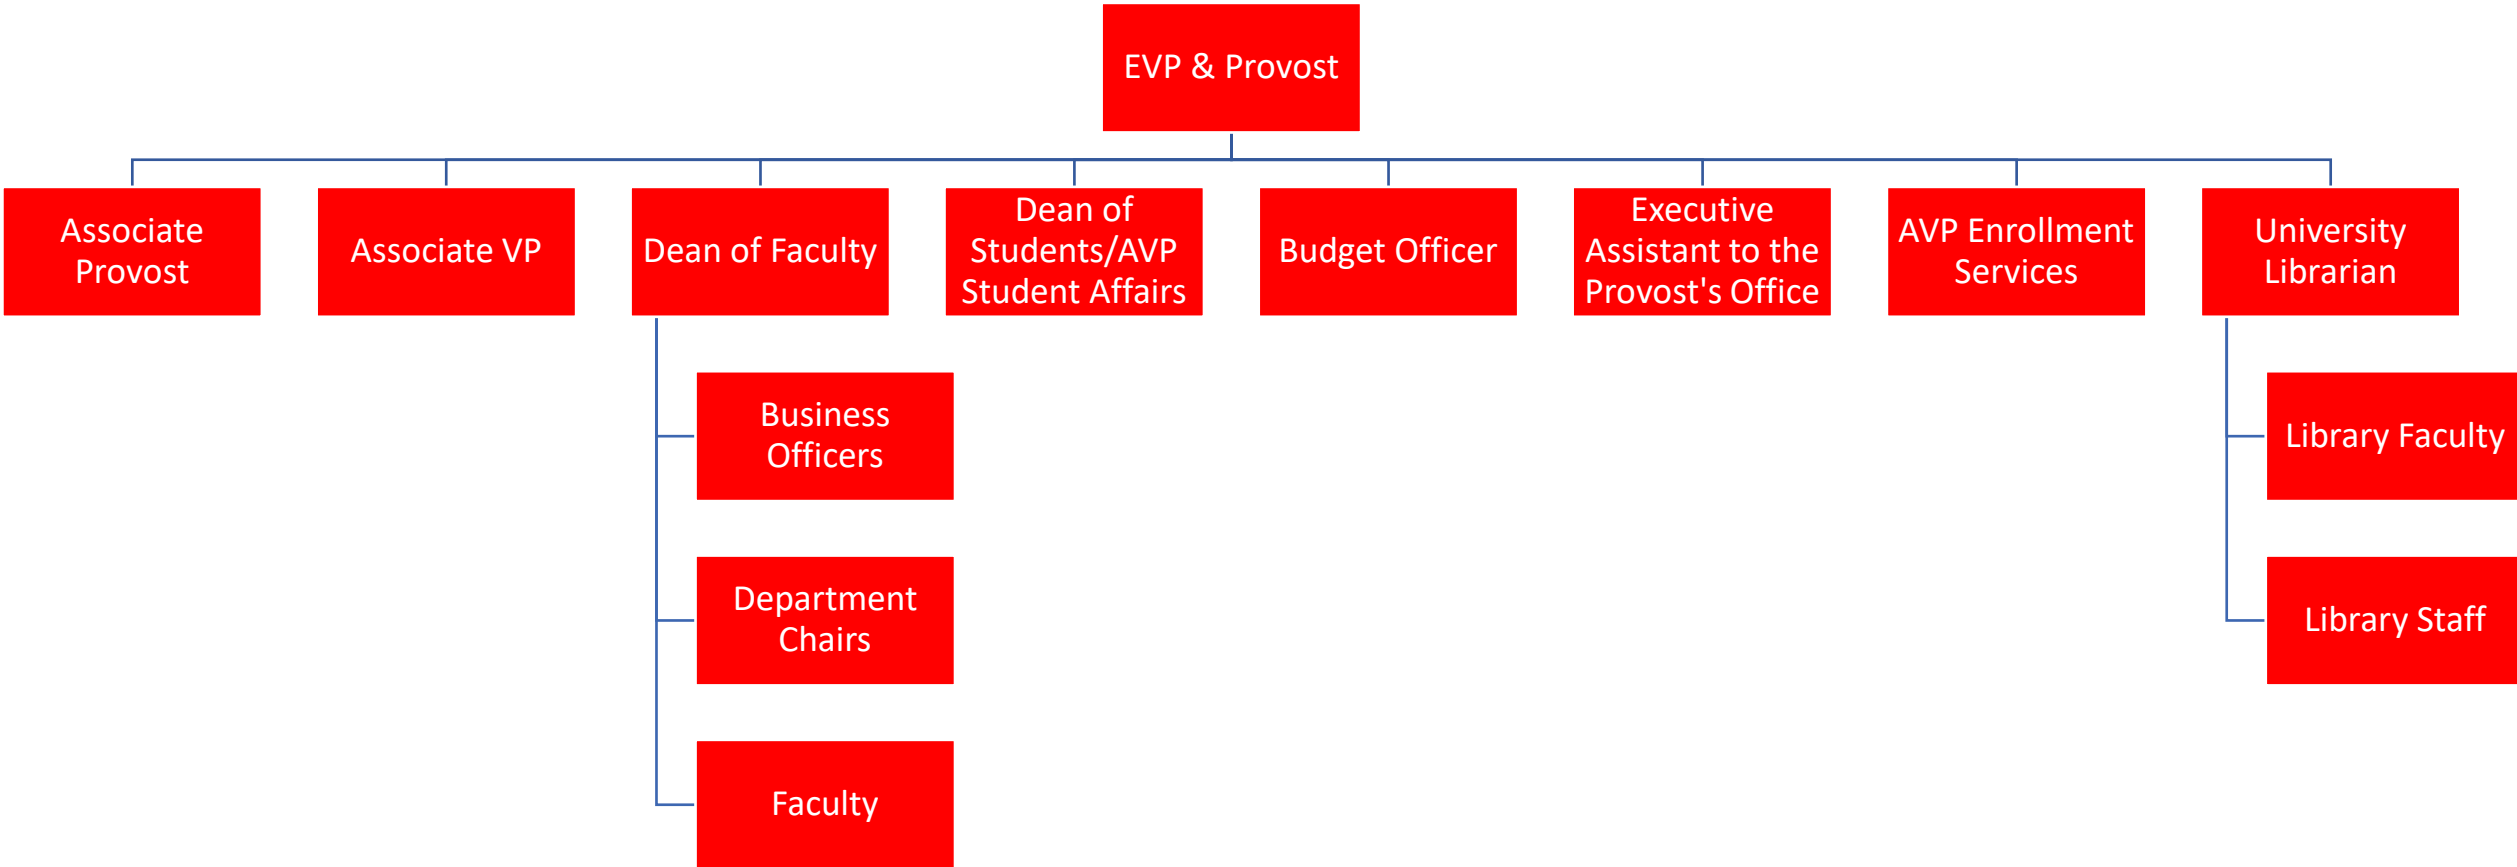 EVP & Provost
Associate
Provost
Associate VP
Dean of Faculty
Dean of
Students/AVP
Student Affairs
Budget Officer
Executive
Assistant to the
Provost's Office
AVP Enrollment
Services
University
Librarian
Business
Officers
Department
Chairs
Faculty
Library Faculty
Library Staff